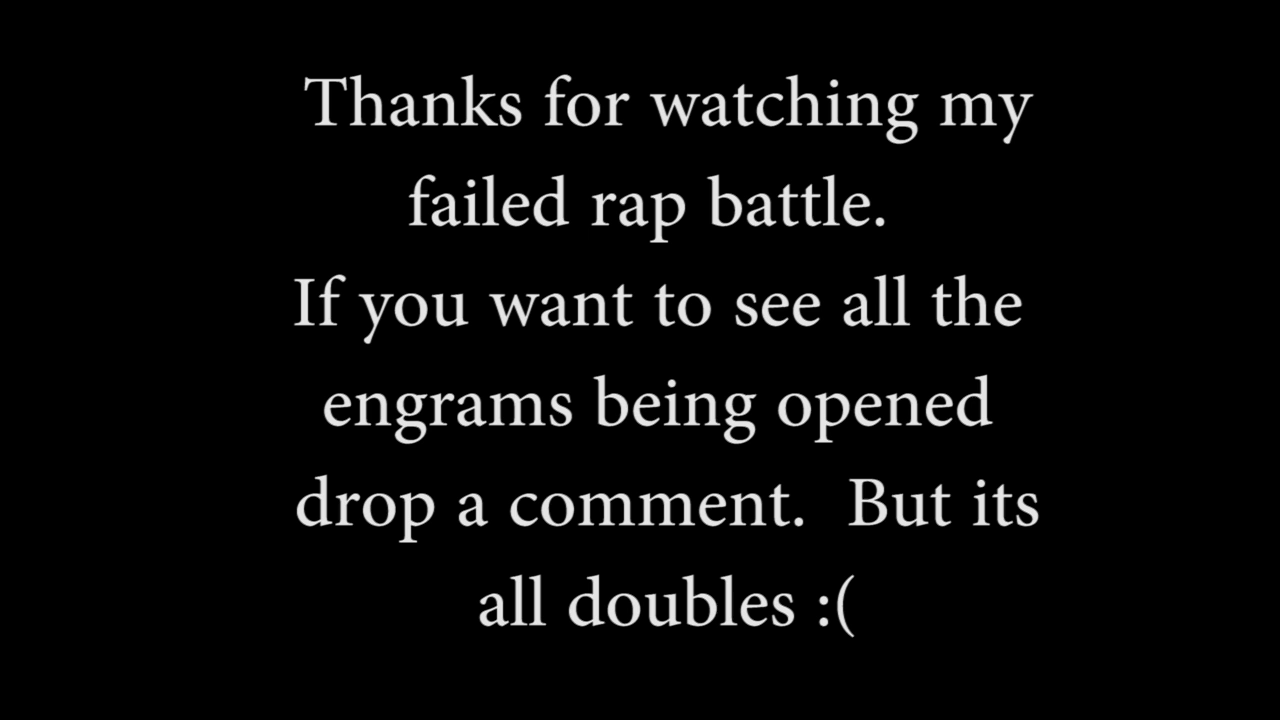 Thanks for watching my
failed rap battle.
If you want to see all the
engrams being opened
drop a comment.  But its
all doubles :(